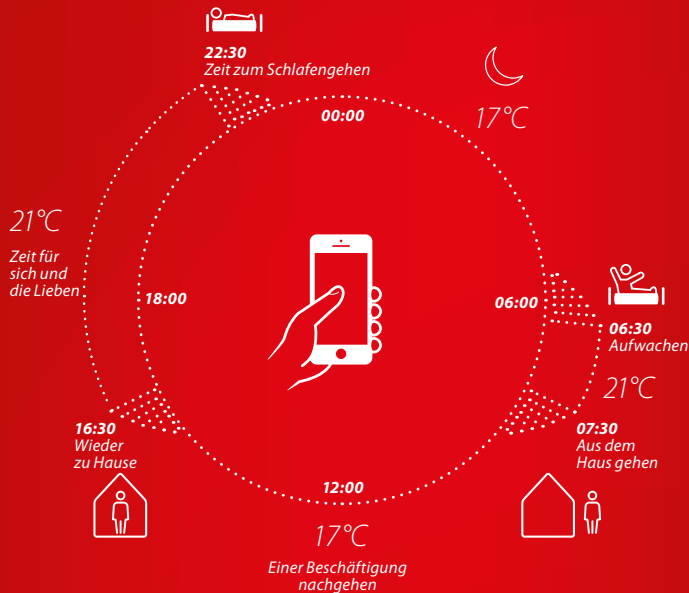 22:30
Zeit zum Schlafengehen
00:00
17°C
21°C
Zeit für
sich und
die Lieben
18:00
06:00
06:30
Aufwachen
21°C
16:30
Wieder
zu Hause
07:30
Aus dem
Haus gehen
12:00
17°C
Einer Beschäftigung
nachgehen